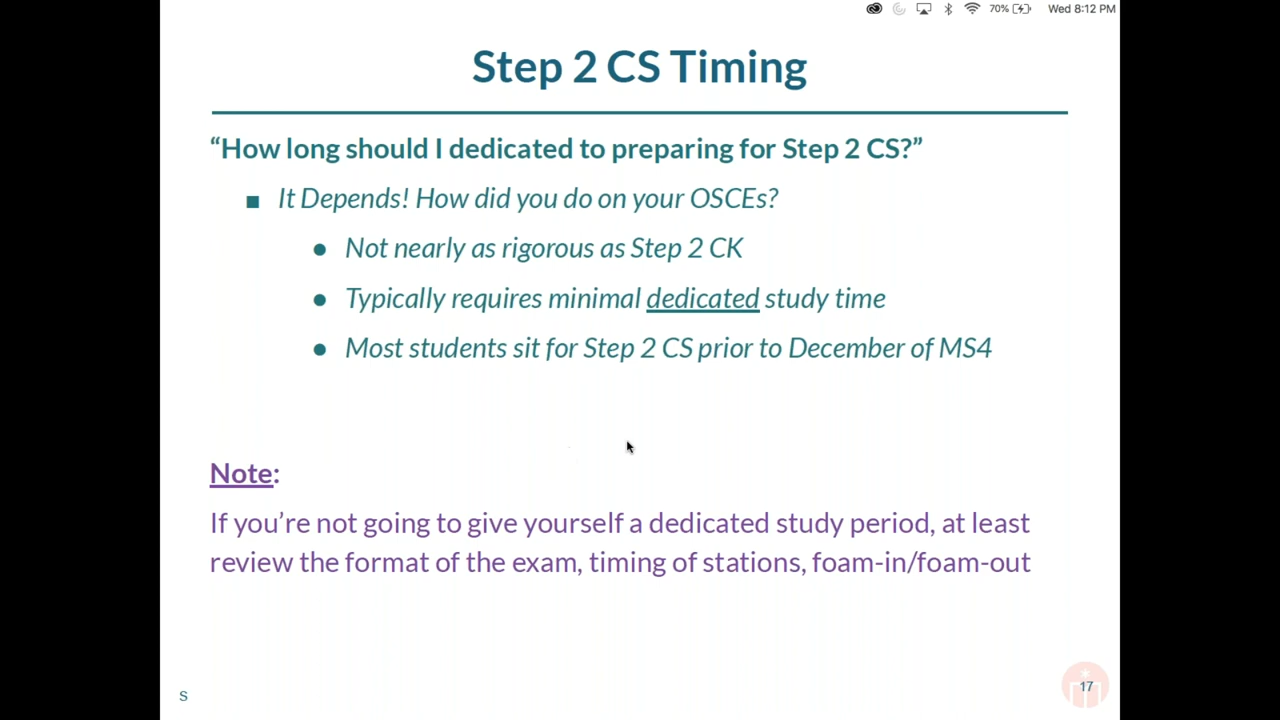 70% Wed 8:12 PM
Step 2 CS Timing
“How long should I dedicated to preparing for Step 2 CS?”
It Depends! How did you do on your OSCEs?
Not nearly as rigorous as Step 2 CK
Typically requires minimal dedicated study time
Most students sit for Step 2 CS prior to December of MS4
Note:
If you’re not going to give yourself a dedicated study period, at least
review the format of the exam, timing of stations, foam-in/foam-out
S
17